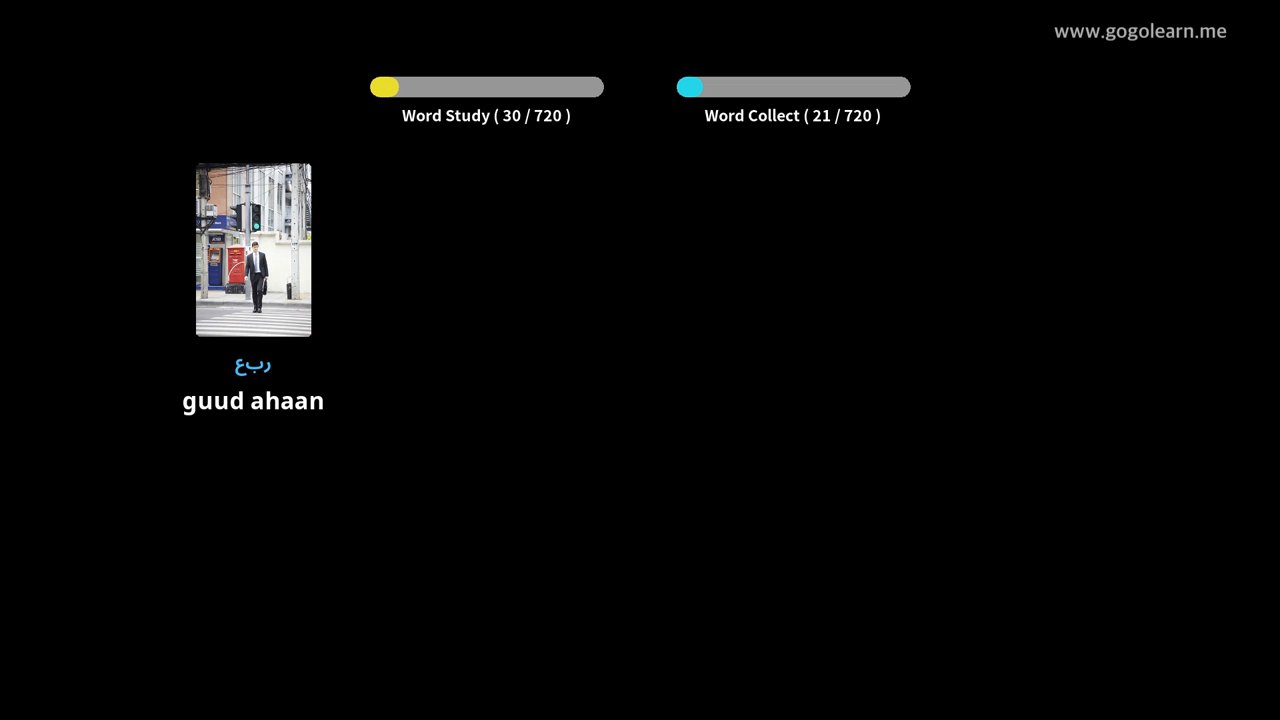 www.gogolearn.me
Word Study ( 30 / 720 )
Word Collect ( 21 / 720 )
ربع
guud ahaan